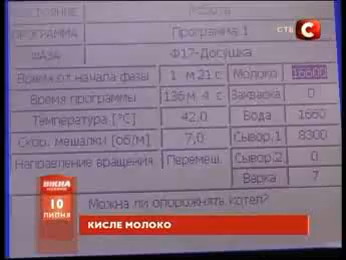 СОСТОЯНИЕ Работа
ПРОГРАММА Программа 1
ФАЗА Ф17-Досушка
Время от начала фазы 1 м 21 с Молоко 16600
Время программы 136 м 4 с Закваска 0
Температура [°C] 42,0 Вода 1660
Скор. мешалки [об/м] 7,0 Сывор.1 8300
Направление вращения Перемеш. Сывор.2 0
Варка 7
Можна ли опорожнять котел?
СТБ
ВІКНА
НОВИНИ
10
ЛИПНЯ
КИСЛЕ МОЛОКО